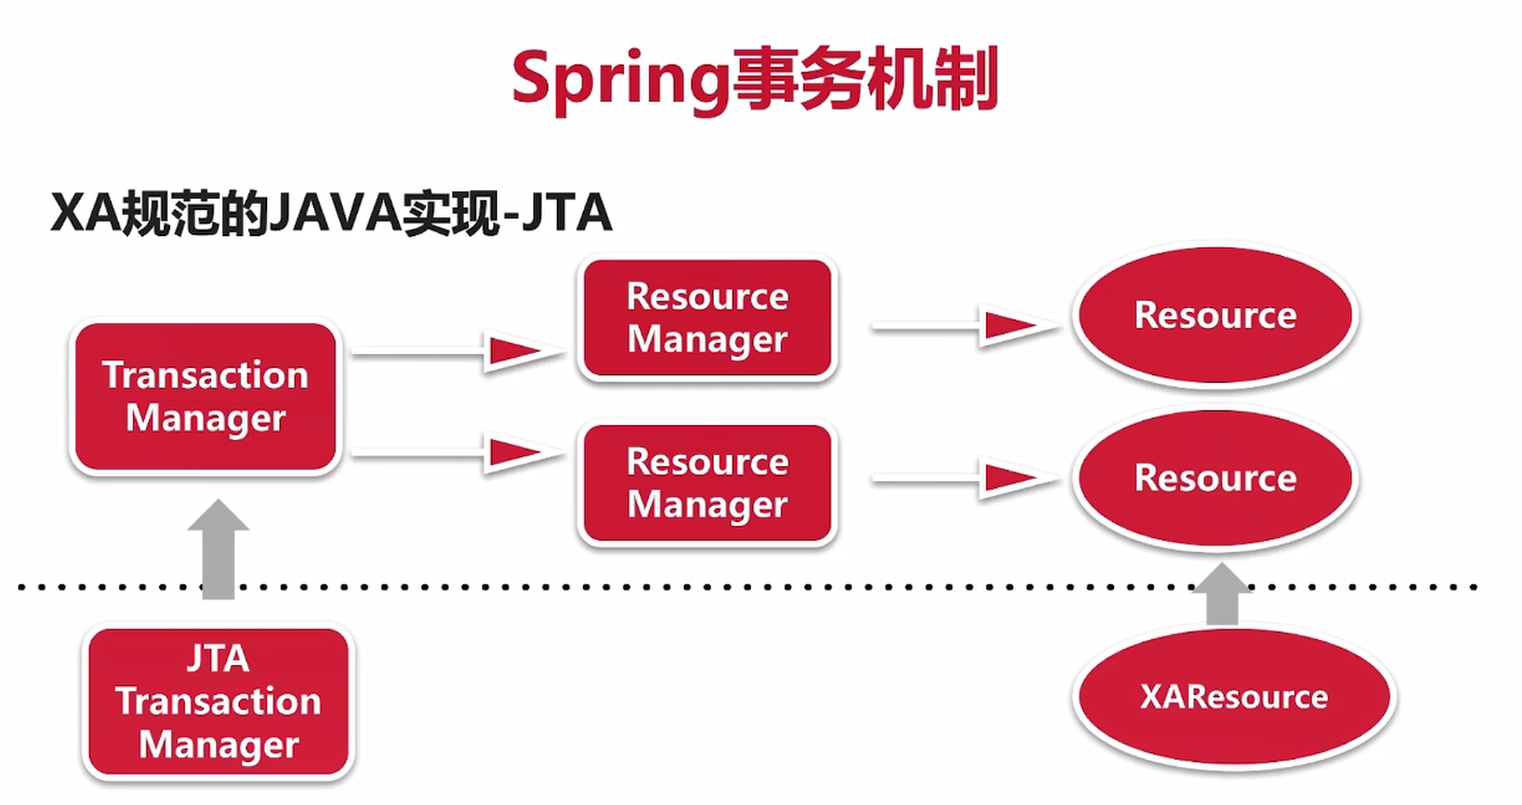 Spring事务机制
XA规范的JAVA实现-JTA
Transaction
Manager
Resource
Manager
Resource
Resource
Manager
Resource
JTA
Transaction
Manager
XAResource